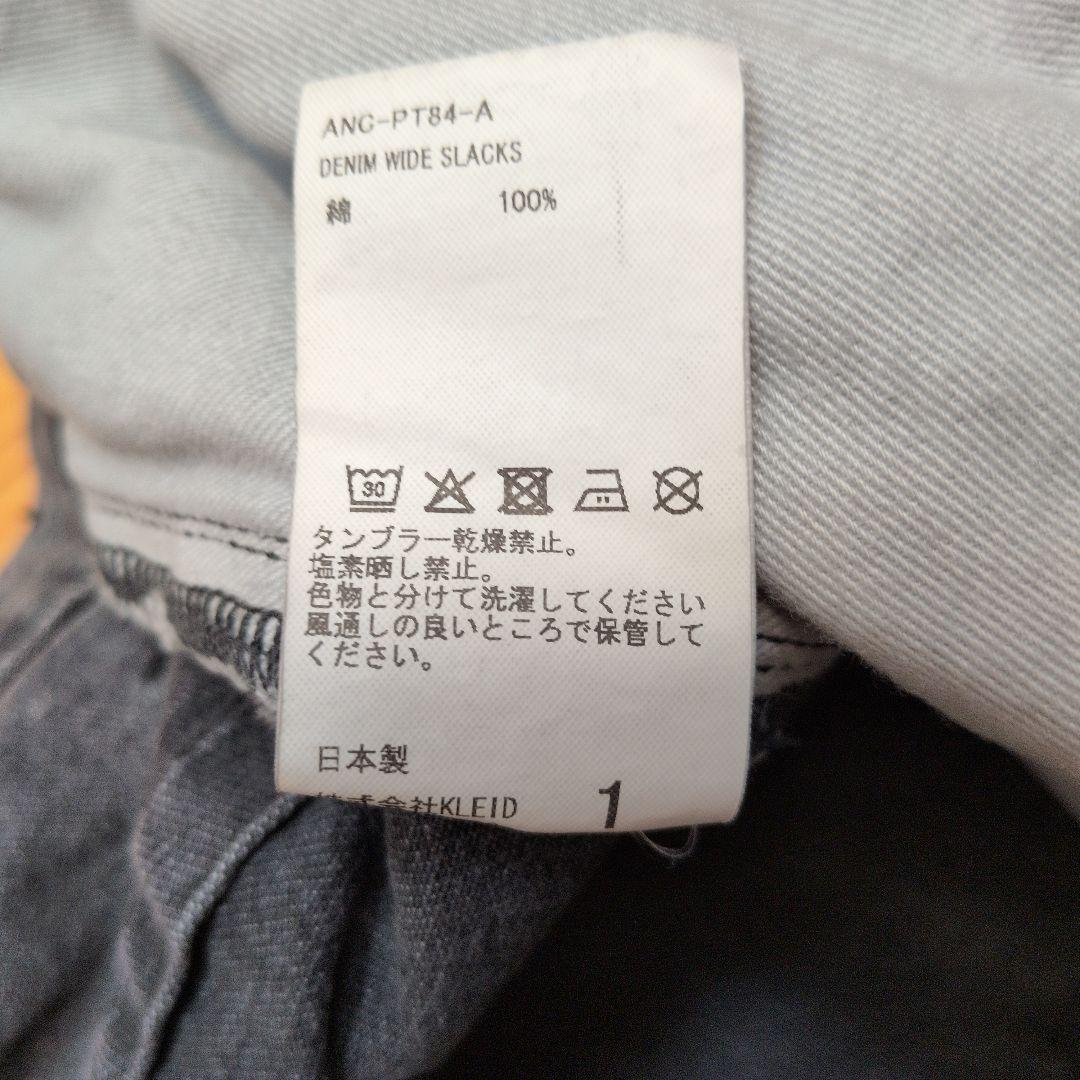 ANC-PT84-A
DENIM WIDE SLACKS
綿 100%
30
タンブラー乾燥禁止。
塩素晒し禁止。
色物と分けて洗濯してください
風通しの良いところで保管して
ください。
日本製
株式会社KLEID 1